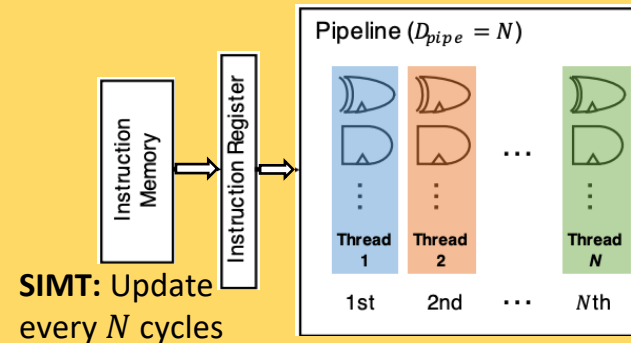 Pipeline (D_pipe = N)
Instruction
Memory
Instruction Register
⋮ ⋮ ... ⋮
Thread Thread Thread
1 2 N
SIMT: Update
every N cycles
1st 2nd ... Nth